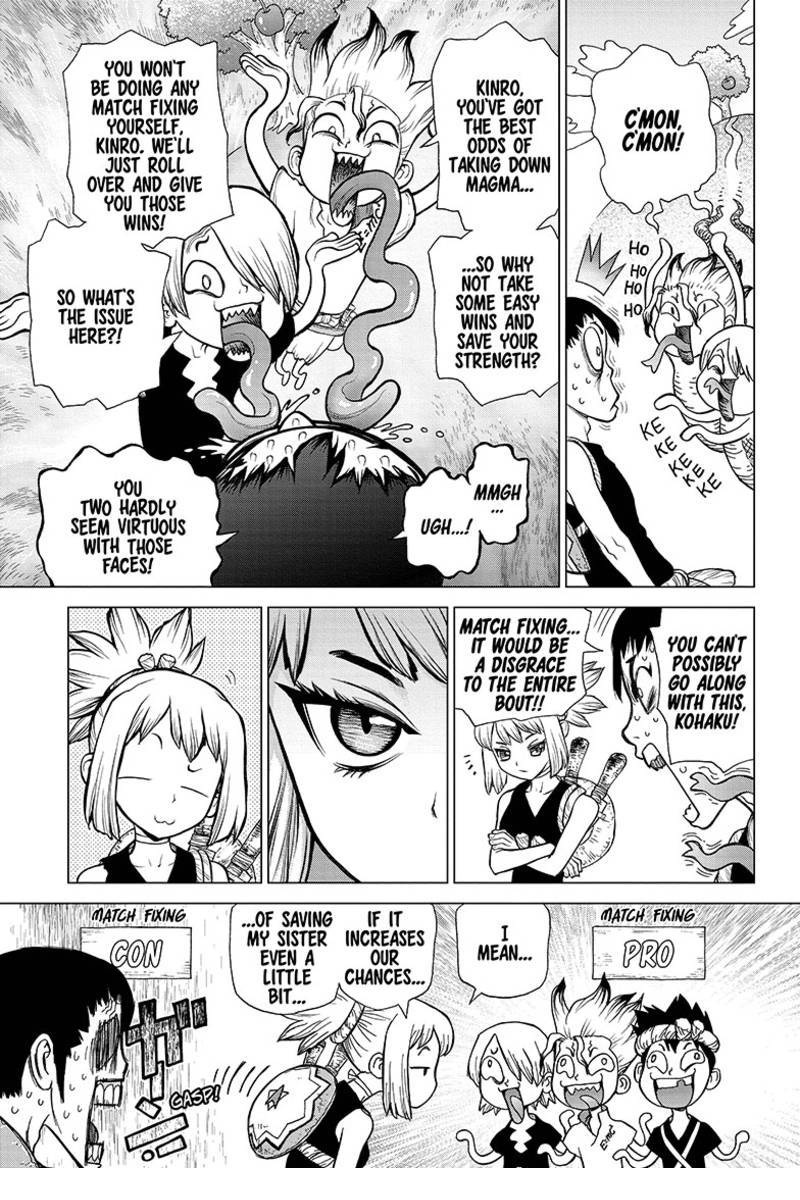 C'MON,
C'MON!
HO
HO
HO
HO
KE
KE
KE
KE
KE
KINRO,
YOU'VE GOT
THE BEST
ODDS OF
TAKING DOWN
MAGMA...
...SO WHY
NOT TAKE
SOME EASY
WINS AND
SAVE YOUR
STRENGTH?
YOU WON'T
BE DOING ANY
MATCH FIXING
YOURSELF,
KINRO. WE'LL
JUST ROLL
OVER AND GIVE
YOU THOSE
WINS!
SO WHAT'S
THE ISSUE
HERE?!
MMGH
...
UGH...!
YOU
TWO HARDLY
SEEM VIRTUOUS
WITH THOSE
FACES!
YOU CAN'T
POSSIBLY
GO ALONG
WITH THIS,
KOHAKU!
MATCH FIXING...
IT WOULD BE
A DISGRACE
TO THE ENTIRE
BOUT!!
MATCH FIXING
PRO
I
MEAN...
IF IT
INCREASES
OUR
CHANCES...
...OF SAVING
MY SISTER
EVEN A
LITTLE
BIT...
MATCH FIXING
CON
ガーン
GASP!
E=mc²